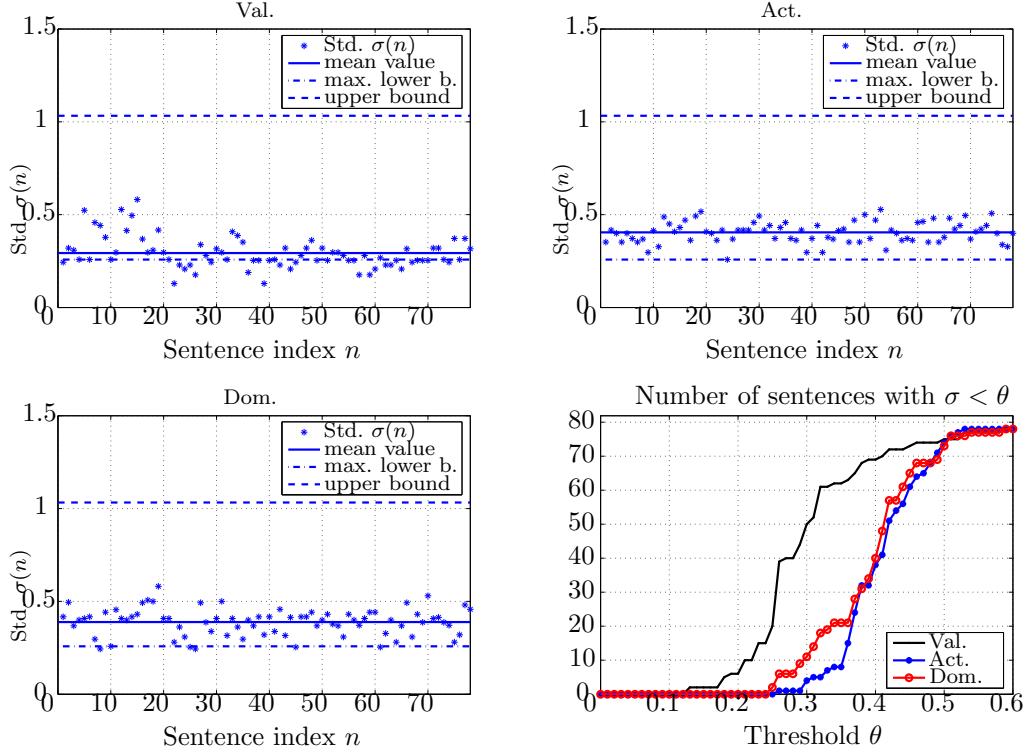 Val.
1.5
1
0.5
0
Std. σ(n)
Std. σ(n)
mean value
max. lower b.
upper bound
0 10 20 30 40 50 60 70
Sentence index n
Act.
1.5
1
0.5
0
Std. σ(n)
Std. σ(n)
mean value
max. lower b.
upper bound
0 10 20 30 40 50 60 70
Sentence index n
Dom.
1.5
1
0.5
0
Std. σ(n)
Std. σ(n)
mean value
max. lower b.
upper bound
0 10 20 30 40 50 60 70
Sentence index n
Number of sentences with σ < θ
80
70
60
50
40
30
20
10
0
Val.
Act.
Dom.
0 0.1 0.2 0.3 0.4 0.5 0.6
Threshold θ